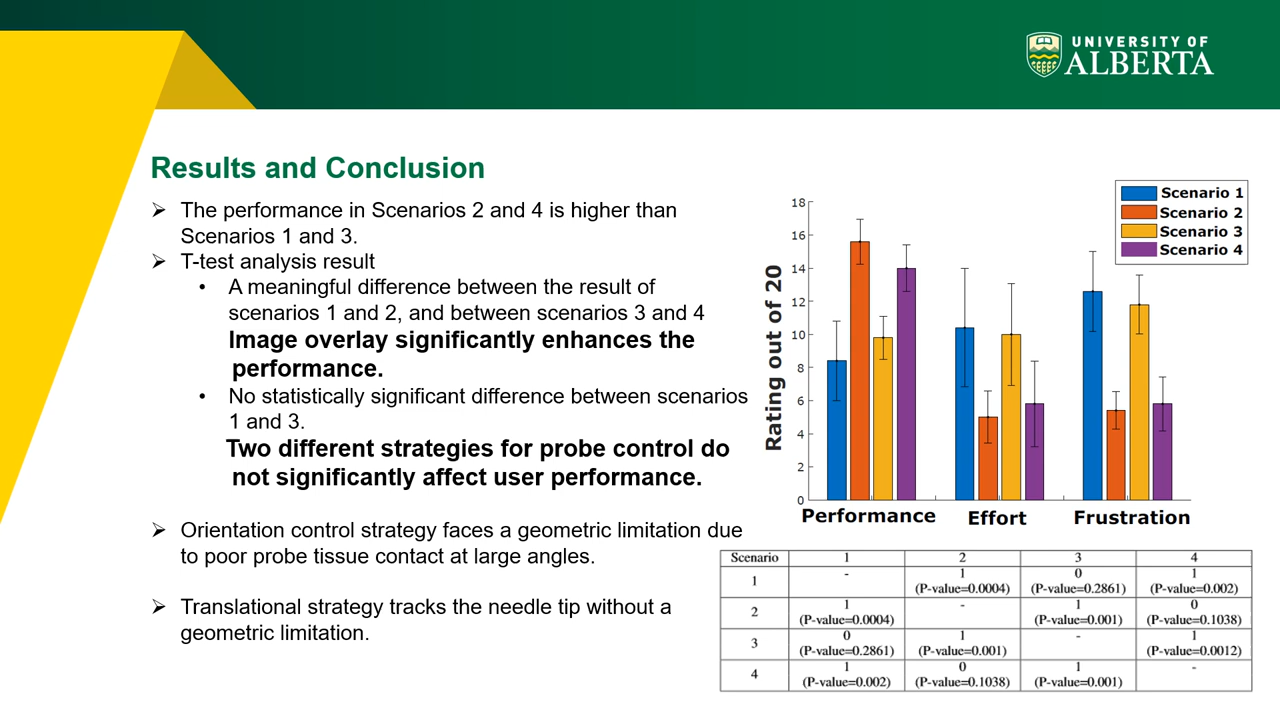 UNIVERSITY OF
ALBERTA
Results and Conclusion
➢ The performance in Scenarios 2 and 4 is higher than
Scenarios 1 and 3.
➢ T-test analysis result
• A meaningful difference between the result of
scenarios 1 and 2, and between scenarios 3 and 4
Image overlay significantly enhances the
performance.
• No statistically significant difference between scenarios
1 and 3.
Two different strategies for probe control do
not significantly affect user performance.
➢ Orientation control strategy faces a geometric limitation due
to poor probe tissue contact at large angles.
➢ Translational strategy tracks the needle tip without a
geometric limitation.
Scenario 1
Scenario 2
Scenario 3
Scenario 4
Rating out of 20
18
16
14
12
10
8
6
4
2
0
Performance Effort Frustration
Scenario 1 2 3 4
1 - 1 (P-value=0.0004) 0 (P-value=0.2861) 1 (P-value=0.002)
2 1 (P-value=0.0004) - 1 (P-value=0.001) 0 (P-value=0.1038)
3 0 (P-value=0.2861) 1 (P-value=0.001) - 1 (P-value=0.0012)
4 1 (P-value=0.002) 0 (P-value=0.1038) 1 (P-value=0.001) -